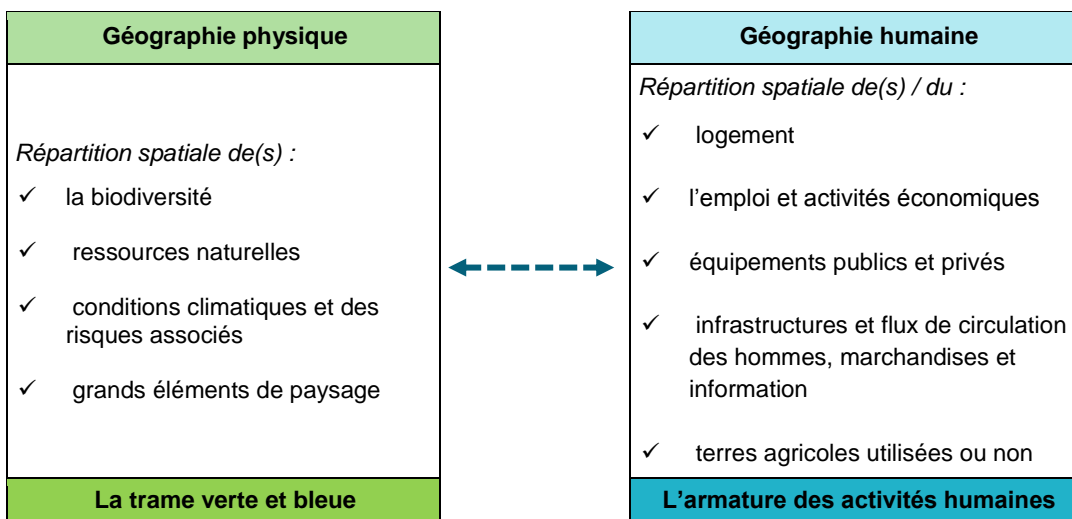 Géographie physique
Répartition spatiale de(s) :
✓ la biodiversité
✓ ressources naturelles
✓ conditions climatiques et des
risques associés
✓ grands éléments de paysage
La trame verte et bleue
Géographie humaine
Répartition spatiale de(s) / du :
✓ logement
✓ l’emploi et activités économiques
✓ équipements publics et privés
✓ infrastructures et flux de circulation
des hommes, marchandises et
information
✓ terres agricoles utilisées ou non
L’armature des activités humaines